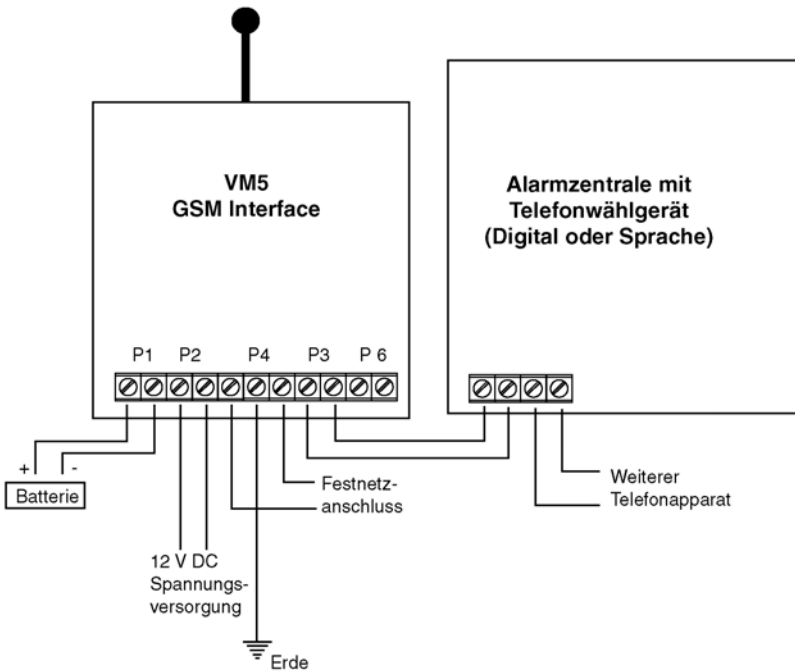 VM5
GSM Interface
Alarmzentrale mit
Telefonwählgerät
(Digital oder Sprache)
P1 P2 P4 P3 P 6
+ -
Batterie
Festnetz-
anschluss
Weiterer
Telefonapparat
12 V DC
Spannungs-
versorgung
Erde